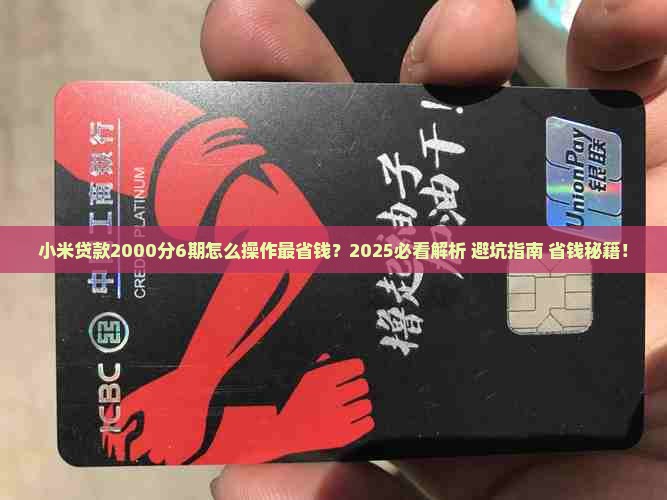 小米贷款2000分6期怎么操作最省钱？2025必看解析 避坑指南 省钱秘籍！
中国工商银行
CREDIT PLATINUM
ICBC
撸起袖子
加油干！
UnionPay
银联